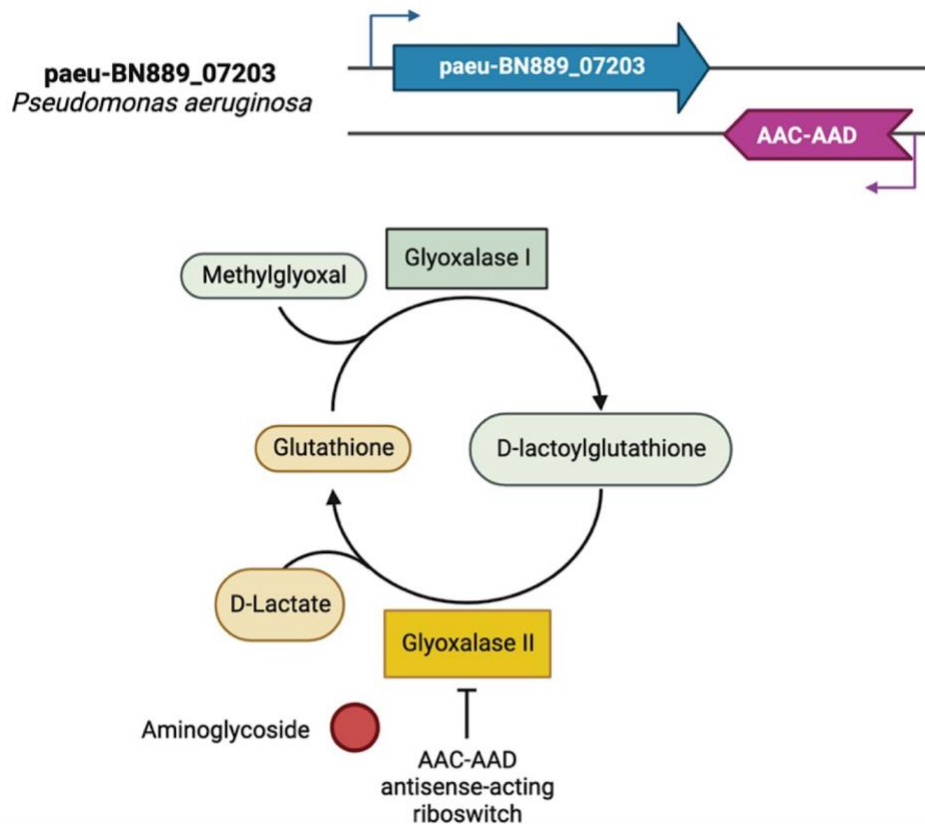 paeu-BN889_07203
Pseudomonas aeruginosa
paeu-BN889_07203
AAC-AAD
Glyoxalase I
Methylglyoxal
Glutathione
D-lactoylglutathione
D-Lactate
Glyoxalase II
Aminoglycoside
AAC-AAD
antisense-acting
riboswitch